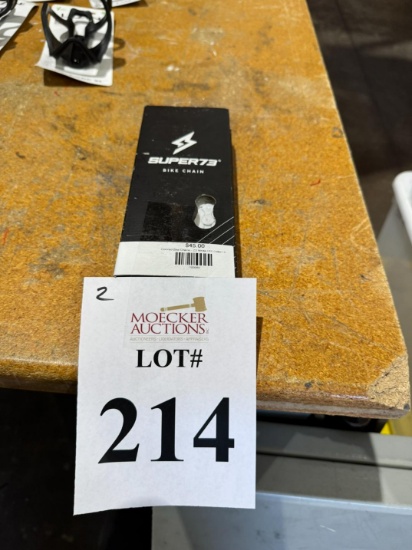 SUPER73
BIKE CHAIN
$45.00
2
MOECKER
AUCTIONS
LOT#
214